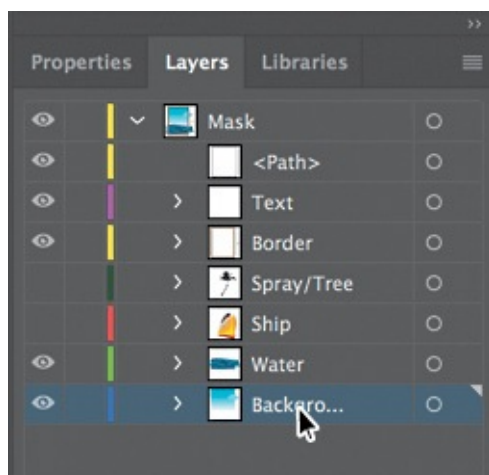 Properties Layers Libraries
Mask
<Path>
Text
Border
Spray/Tree
Ship
Water
Backgro...